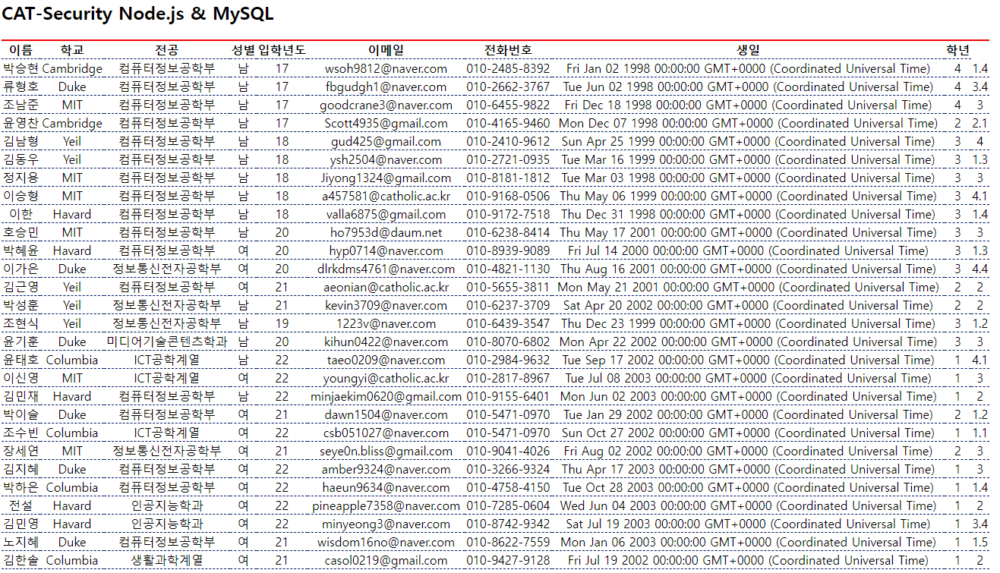 CAT-Security Node.js & MySQL
이름 학교 전공 성별 입학년도 이메일 전화번호 생일 학년
박승현 Cambridge 컴퓨터정보공학부 남 17 wsoh9812@naver.com 010-2485-8392 Fri Jan 02 1998 00:00:00 GMT+0000 (Coordinated Universal Time) 4 1.4
류형호 Duke 컴퓨터정보공학부 남 17 fbgudgh1@naver.com 010-2662-3767 Tue Jun 02 1998 00:00:00 GMT+0000 (Coordinated Universal Time) 4 3.4
조남준 MIT 컴퓨터정보공학부 남 17 goodcrane3@naver.com 010-6455-9822 Fri Dec 18 1998 00:00:00 GMT+0000 (Coordinated Universal Time) 4 3
윤영찬 Cambridge 컴퓨터정보공학부 남 17 Scott4935@gmail.com 010-4165-9460 Mon Dec 07 1998 00:00:00 GMT+0000 (Coordinated Universal Time) 2 2.1
김남형 Yeil 컴퓨터정보공학부 남 18 gud425@gmail.com 010-2410-9612 Sun Apr 25 1999 00:00:00 GMT+0000 (Coordinated Universal Time) 3 4
김동우 Yeil 컴퓨터정보공학부 남 18 ysh2504@naver.com 010-2721-0935 Tue Mar 16 1999 00:00:00 GMT+0000 (Coordinated Universal Time) 3 1.3
정지용 MIT 컴퓨터정보공학부 남 18 Jiyong1324@gmail.com 010-8181-1812 Tue Mar 03 1998 00:00:00 GMT+0000 (Coordinated Universal Time) 3 3
이승형 MIT 컴퓨터정보공학부 남 18 a457581@catholic.ac.kr 010-9168-0506 Thu May 06 1999 00:00:00 GMT+0000 (Coordinated Universal Time) 3 4.1
이한 Havard 컴퓨터정보공학부 남 18 valla6875@gmail.com 010-9172-7518 Thu Dec 31 1998 00:00:00 GMT+0000 (Coordinated Universal Time) 3 1.4
호승민 MIT 컴퓨터정보공학부 남 20 ho7953d@daum.net 010-6238-8414 Thu May 17 2001 00:00:00 GMT+0000 (Coordinated Universal Time) 3 3
박혜윤 Havard 컴퓨터정보공학부 여 20 hyp0714@naver.com 010-8939-9089 Fri Jul 14 2000 00:00:00 GMT+0000 (Coordinated Universal Time) 3 1.3
이가은 Duke 정보통신전자공학부 여 20 dlrkdms4761@naver.com 010-4821-1130 Thu Aug 16 2001 00:00:00 GMT+0000 (Coordinated Universal Time) 3 4.4
김근영 Yeil 컴퓨터정보공학부 여 21 aeonian@catholic.ac.kr 010-5655-3811 Mon May 21 2001 00:00:00 GMT+0000 (Coordinated Universal Time) 2 2
박성훈 Yeil 정보통신전자공학부 남 21 kevin3709@naver.com 010-6237-3709 Sat Apr 20 2002 00:00:00 GMT+0000 (Coordinated Universal Time) 2 2
조현식 Yeil 정보통신전자공학부 남 19 1223v@naver.com 010-6439-3547 Thu Dec 23 1999 00:00:00 GMT+0000 (Coordinated Universal Time) 3 1.2
윤기훈 Duke 미디어기술콘텐츠학과 남 20 kihun0422@naver.com 010-8070-6802 Mon Apr 22 2002 00:00:00 GMT+0000 (Coordinated Universal Time) 3 3
윤태호 Columbia ICT공학계열 남 22 taeo0209@naver.com 010-2984-9632 Tue Sep 17 2002 00:00:00 GMT+0000 (Coordinated Universal Time) 1 4.1
이신영 MIT ICT공학계열 여 22 youngyi@catholic.ac.kr 010-2817-8967 Tue Jul 08 2003 00:00:00 GMT+0000 (Coordinated Universal Time) 1 3
김민재 Havard 컴퓨터정보공학부 남 22 minjaekim0620@gmail.com 010-9155-6401 Mon Jun 02 2003 00:00:00 GMT+0000 (Coordinated Universal Time) 1 2
박이슬 Duke 컴퓨터정보공학부 여 21 dawn1504@naver.com 010-5471-0970 Tue Jan 29 2002 00:00:00 GMT+0000 (Coordinated Universal Time) 2 1.2
조수빈 Columbia ICT공학계열 여 22 csb051027@naver.com 010-5471-0970 Sun Oct 27 2002 00:00:00 GMT+0000 (Coordinated Universal Time) 1 1.1
장세연 MIT 정보통신전자공학부 여 21 seye0n.bliss@gmail.com 010-9041-4026 Fri Aug 02 2002 00:00:00 GMT+0000 (Coordinated Universal Time) 2 3
김지혜 Duke 컴퓨터정보공학부 여 22 amber9324@naver.com 010-3266-9324 Thu Apr 17 2003 00:00:00 GMT+0000 (Coordinated Universal Time) 1 3
박하은 Columbia 컴퓨터정보공학부 여 22 haeun9634@naver.com 010-4758-4150 Tue Oct 28 2003 00:00:00 GMT+0000 (Coordinated Universal Time) 1 1.4
전설 Havard 인공지능학과 여 22 pineapple7358@naver.com 010-7285-0604 Wed Jun 04 2003 00:00:00 GMT+0000 (Coordinated Universal Time) 1 2
김민영 Havard 인공지능학과 여 22 minyeong3@naver.com 010-8742-9342 Sat Jul 19 2003 00:00:00 GMT+0000 (Coordinated Universal Time) 1 3.4
노지혜 Duke 컴퓨터정보공학부 여 21 wisdom16no@naver.com 010-8622-7559 Mon Jan 06 2003 00:00:00 GMT+0000 (Coordinated Universal Time) 1 1.5
김한솔 Columbia 생활과학계열 여 21 casol0219@gmail.com 010-9427-9128 Fri Jul 19 2002 00:00:00 GMT+0000 (Coordinated Universal Time) 1 2